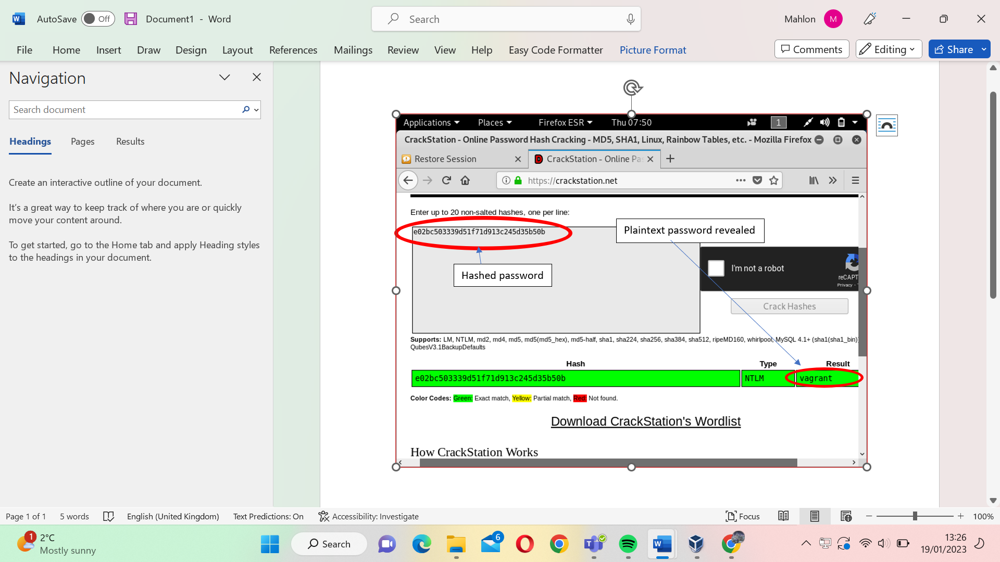 AutoSave Off Document1 - Word
Search
Mahlon M
File Home Insert Draw Design Layout References Mailings Review View Help Easy Code Formatter Picture Format
Comments Editing Share
Navigation
Search document
Headings Pages Results
Create an interactive outline of your document.
It's a great way to keep track of where you are or quickly
move your content around.
To get started, go to the Home tab and apply Heading styles
to the headings in your document.
Applications Places Firefox ESR Thu 07:50 1
CrackStation - Online Password Hash Cracking - MD5, SHA1, Linux, Rainbow Tables, etc. - Mozilla Firefox
Restore Session CrackStation - Online Pas
https://crackstation.net
Enter up to 20 non-salted hashes, one per line:
e02bc503339d51f71d913c245d35b50b
Plaintext password revealed
Hashed password
I'm not a robot
reCAPT
Privacy -
Crack Hashes
Supports: LM, NTLM, md2, md4, md5, md5(md5_hex), md5-half, sha1, sha224, sha256, sha384, sha512, ripeMD160, whirlpool, MySQL 4.1+ (sha1(sha1_bin))
QubesV3.1BackupDefaults
Hash Type Result
e02bc503339d51f71d913c245d35b50b NTLM vagrant
Color Codes: Green: Exact match, Yellow: Partial match, Red: Not found.
Download CrackStation's Wordlist
How CrackStation Works
Page 1 of 1 5 words English (United Kingdom) Text Predictions: On Accessibility: Investigate Focus 100%
1 2°C
Mostly sunny
Search
6
13:26
19/01/2023